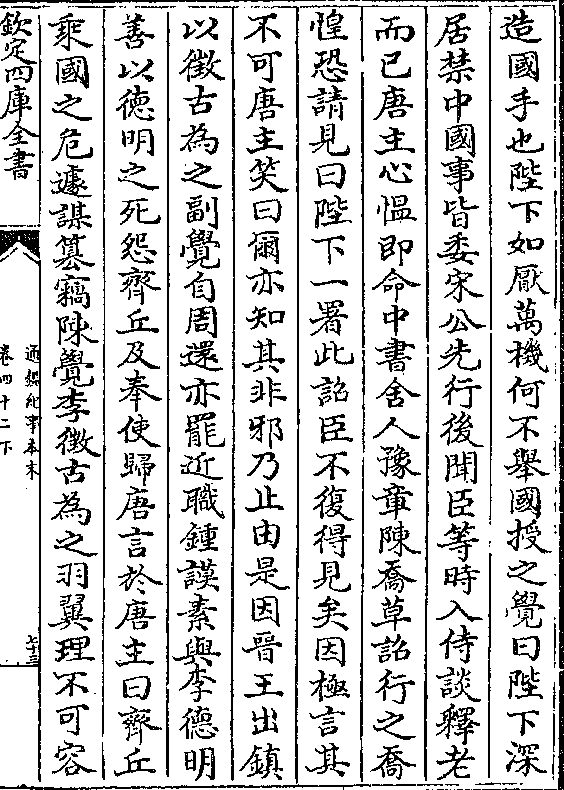 造國手也陛下如厭萬機何不舉國授之覺曰陛下深
居禁中國事皆委宋公先行後聞臣等時入侍談釋老
而已唐主心慍即命中書舍人豫章陳喬草詔行之喬
惶恐請見曰陛下一署此詔臣不復得見矣因極言其
不可唐主笑曰爾亦知其非邪乃止由是因晉王出鎮
以徵古為之副覺自周還亦罷近職鍾謨素與李德明
善以德明之死怨齊丘及奉使歸唐言於唐主曰齊丘
乘國之危遽謀簒竊陳覺李徵古為之羽翼理不可容
欽定四庫全書
通鑑紀事本末
卷四十二下
七十三